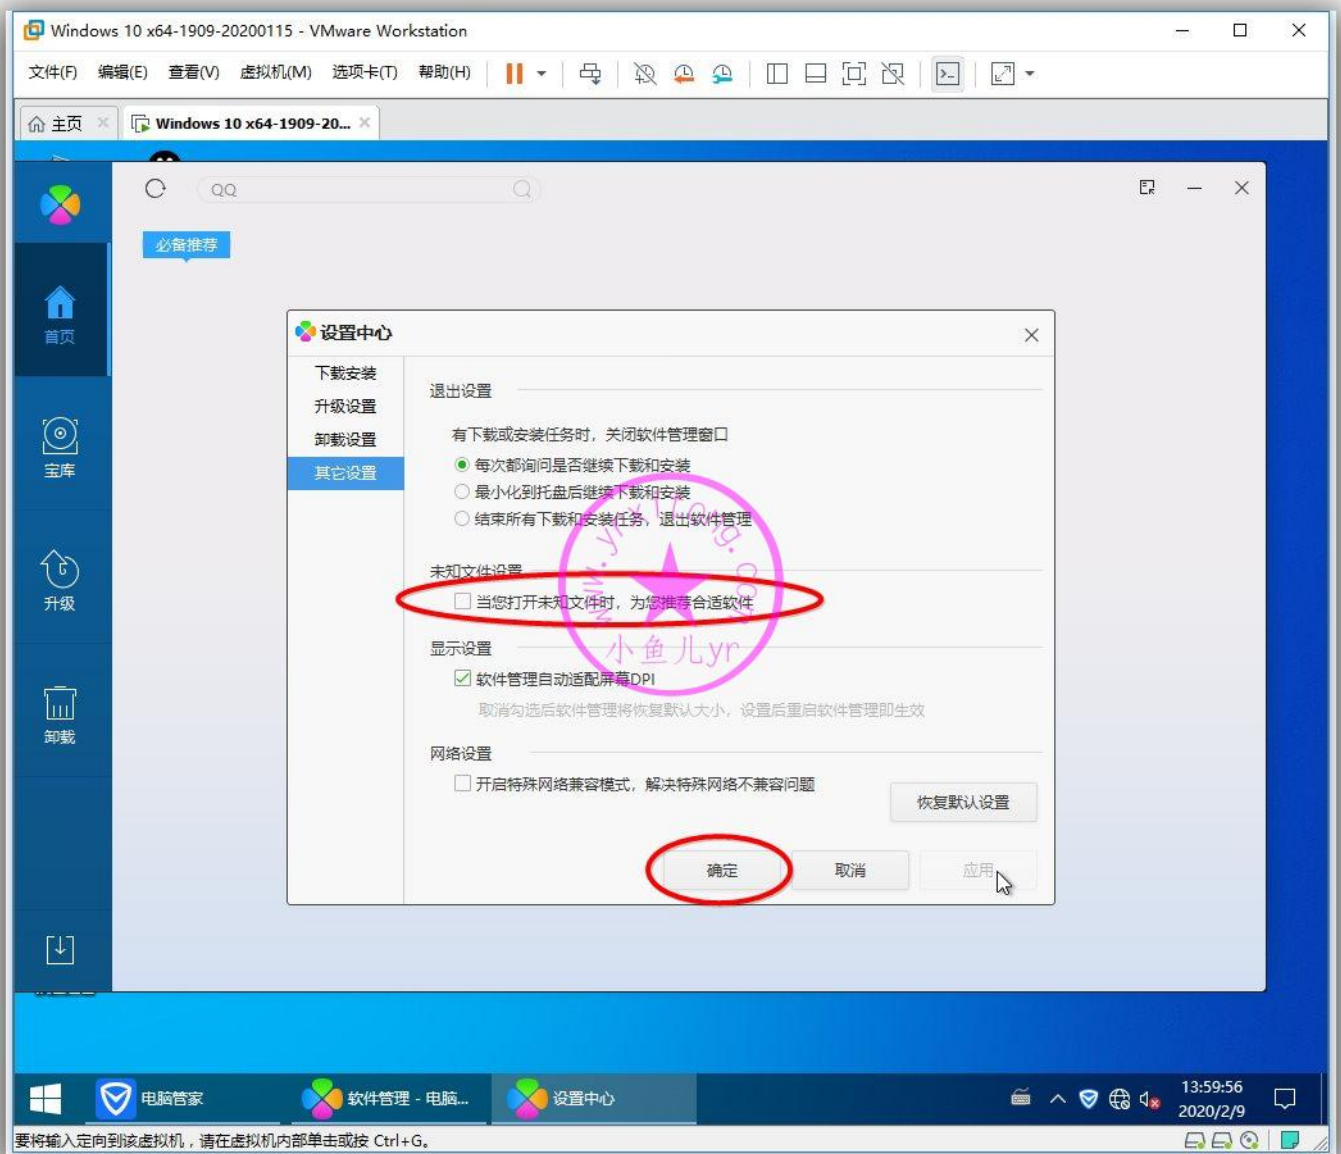 Windows 10 x64-1909-20200115 - VMware Workstation
文件(F) 编辑(E) 查看(V) 虚拟机(M) 选项卡(T) 帮助(H)
主页 Windows 10 x64-1909-20...
QQ
必备推荐
首页
宝库
升级
卸载
设置中心
下载安装
升级设置
卸载设置
其它设置
退出设置
有下载或安装任务时，关闭软件管理窗口
每次都询问是否继续下载和安装
最小化到托盘后继续下载和安装
结束所有下载和安装任务，退出软件管理
未知文件设置
当您打开未知文件时，为您推荐合适软件
显示设置
软件管理自动适配屏幕DPI
取消勾选后软件管理将恢复默认大小，设置后重启软件管理即生效
网络设置
开启特殊网络兼容模式，解决特殊网络不兼容问题
恢复默认设置
确定 取消 应用
www.yrxitong.com
小鱼儿yr
电脑管家 软件管理 - 电脑... 设置中心
13:59:56
2020/2/9
要将输入定向到该虚拟机，请在虚拟机内部单击或按 Ctrl+G。